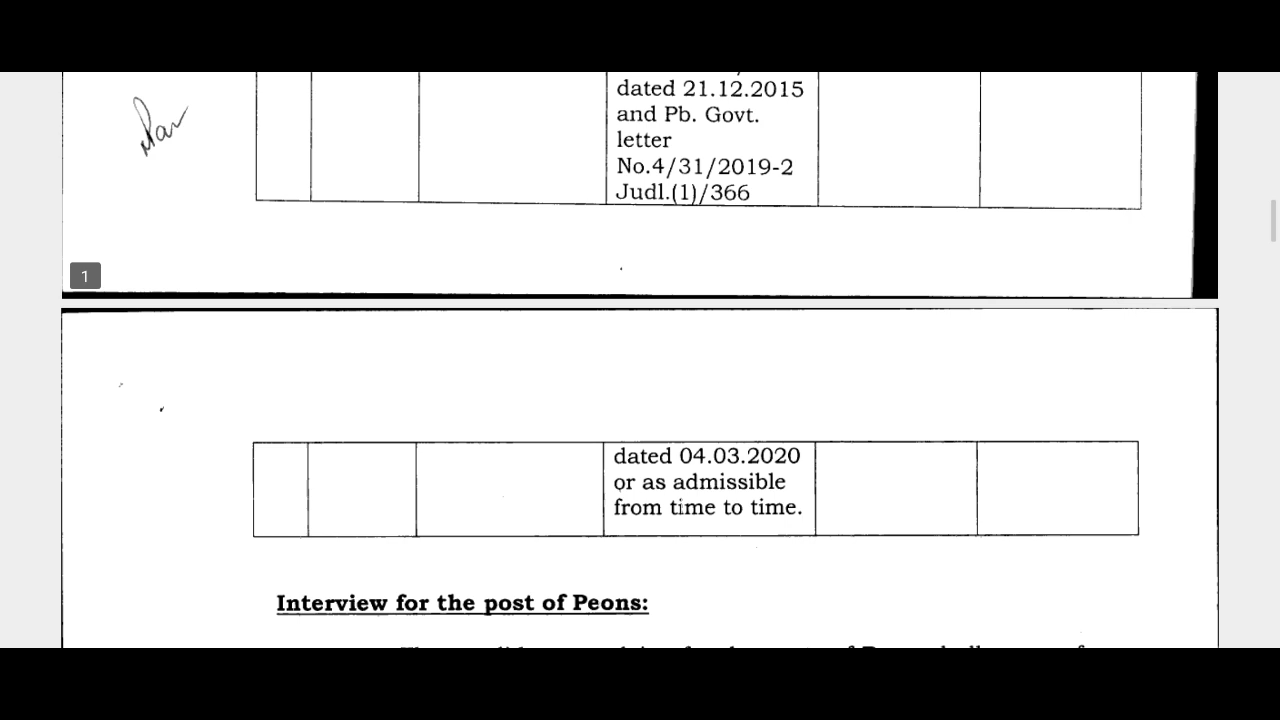 dated 21.12.2015
and Pb. Govt.
letter
No.4/31/2019-2
Judl.(1)/366
1
dated 04.03.2020
or as admissible
from time to time.
Interview for the post of Peons: